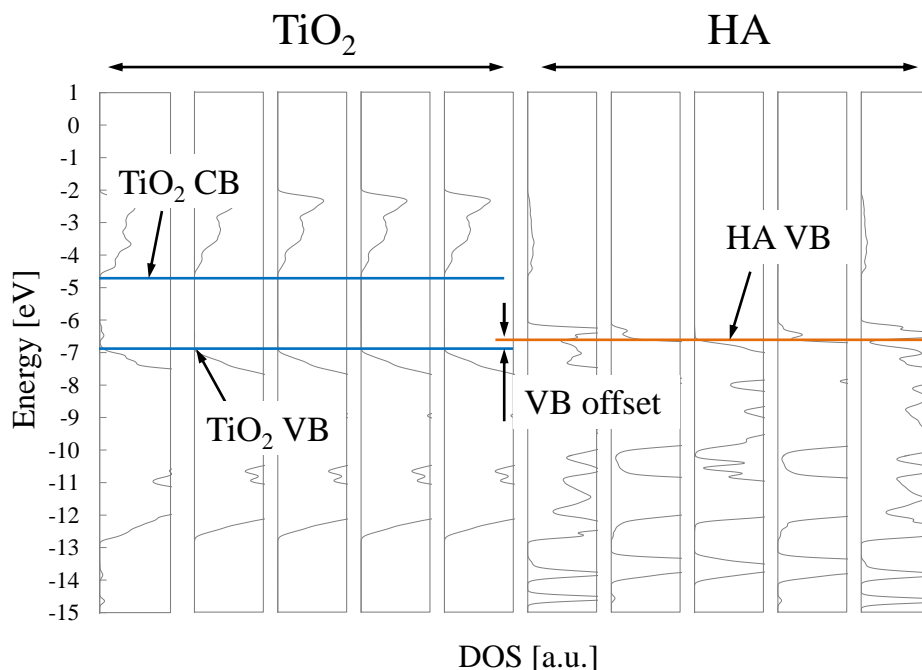 TiO₂
HA
1
0
-1
-2
-3
-4
-5
-6
-7
-8
-9
-10
-11
-12
-13
-14
-15
Energy [eV]
TiO₂ CB
HA VB
TiO₂ VB
VB offset
DOS [a.u.]